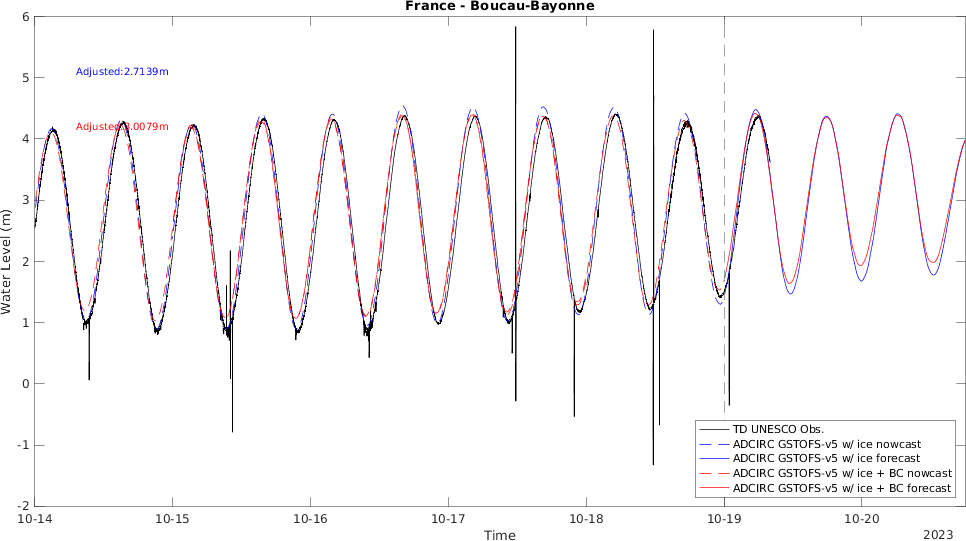 France - Boucau-Bayonne
Water Level (m)
6
5
4
3
2
1
0
-1
-2
Adjusted:2.7139m
Adjusted:3.0079m
TD UNESCO Obs.
ADCIRC GSTOFS-v5 w/ ice nowcast
ADCIRC GSTOFS-v5 w/ ice forecast
ADCIRC GSTOFS-v5 w/ ice + BC nowcast
ADCIRC GSTOFS-v5 w/ ice + BC forecast
10-14 10-15 10-16 10-17 10-18 10-19 10-20
Time
2023